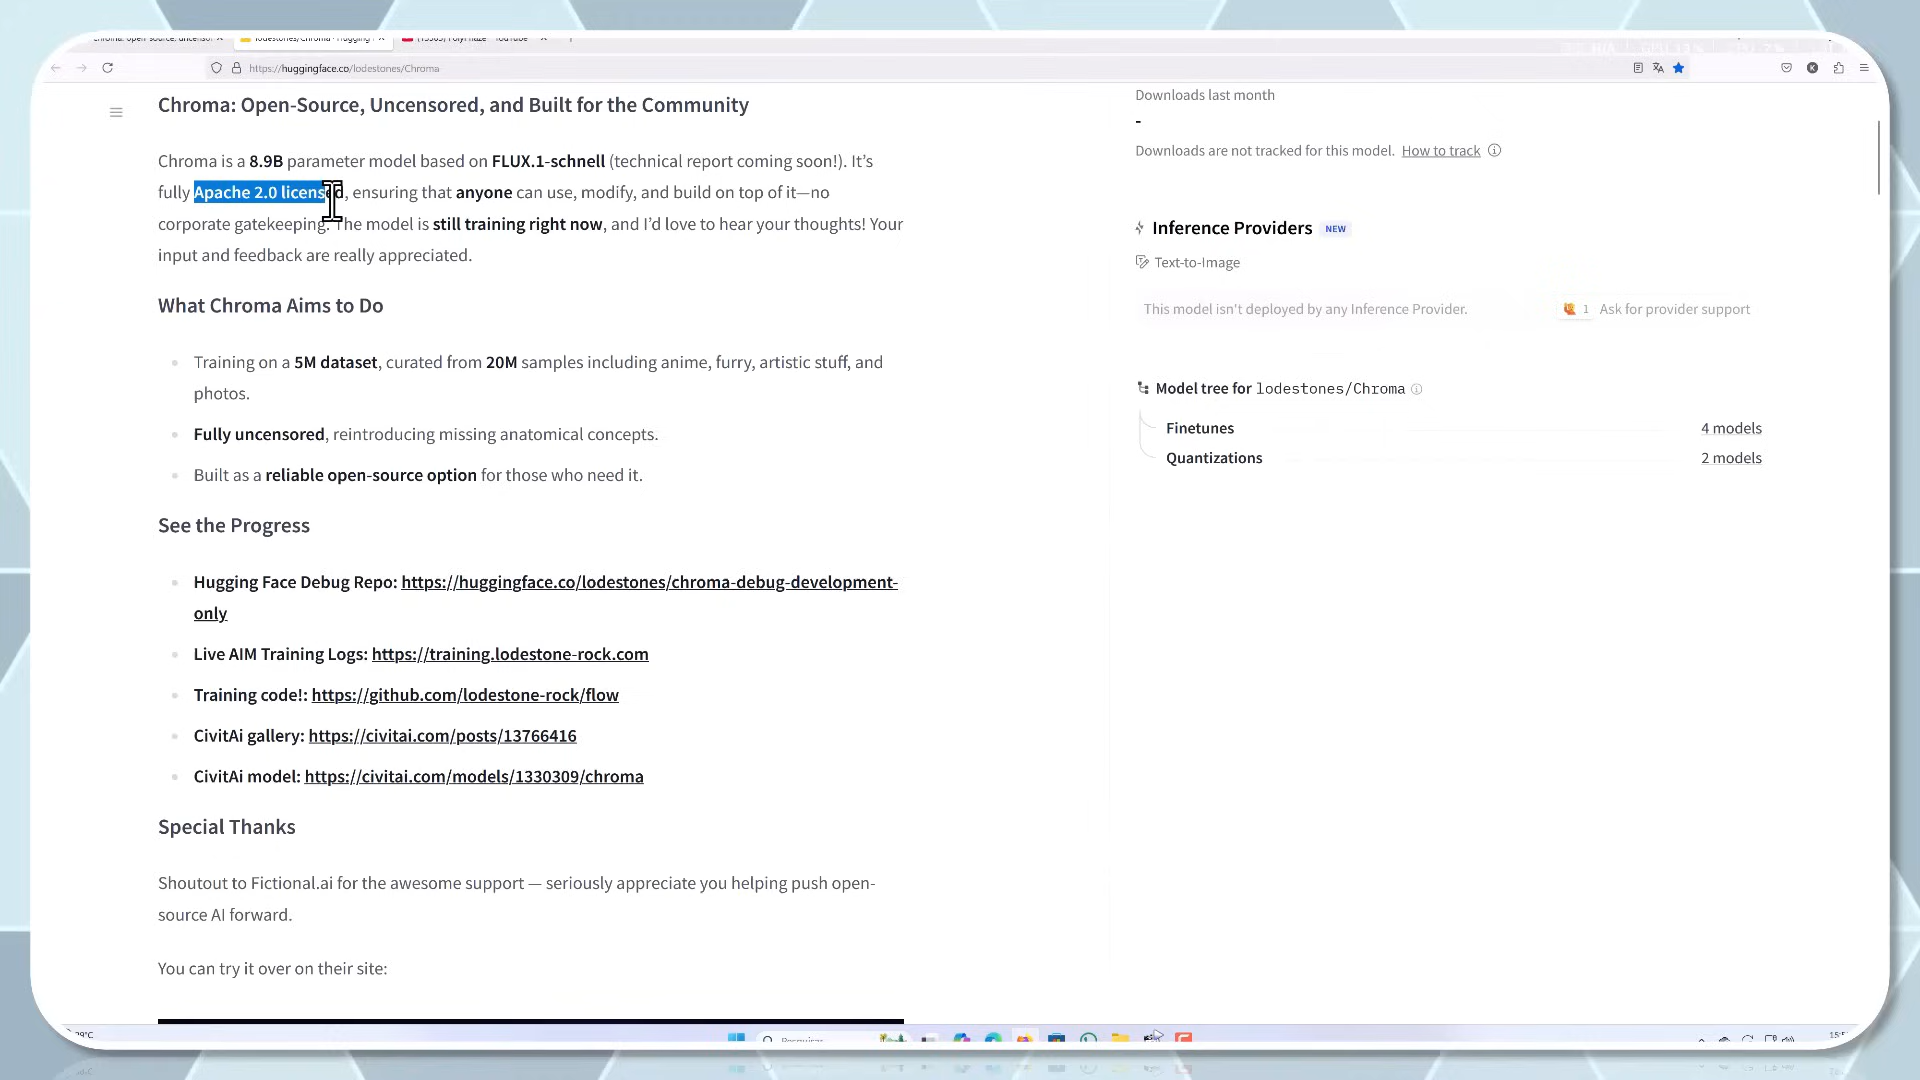 https://huggingface.co/lodestones/Chroma
Chroma: Open-Source, Uncensored, and Built for the Community
Chroma is a 8.9B parameter model based on FLUX.1-schnell (technical report coming soon!). It’s
fully Apache 2.0 licensed, ensuring that anyone can use, modify, and build on top of it—no
corporate gatekeeping. The model is still training right now, and I’d love to hear your thoughts! Your
input and feedback are really appreciated.
What Chroma Aims to Do
Training on a 5M dataset, curated from 20M samples including anime, furry, artistic stuff, and
photos.
Fully uncensored, reintroducing missing anatomical concepts.
Built as a reliable open-source option for those who need it.
See the Progress
Hugging Face Debug Repo: https://huggingface.co/lodestones/chroma-debug-development-
only
Live AIM Training Logs: https://training.lodestone-rock.com
Training code!: https://github.com/lodestone-rock/flow
CivitAi gallery: https://civitai.com/posts/13766416
CivitAi model: https://civitai.com/models/1330309/chroma
Special Thanks
Shoutout to Fictional.ai for the awesome support — seriously appreciate you helping push open-
source AI forward.
You can try it over on their site:
Downloads last month
-
Downloads are not tracked for this model. How to track
Inference Providers NEW
Text-to-Image
This model isn't deployed by any Inference Provider. 1 Ask for provider support
Model tree for lodestones/Chroma
Finetunes 4 models
Quantizations 2 models